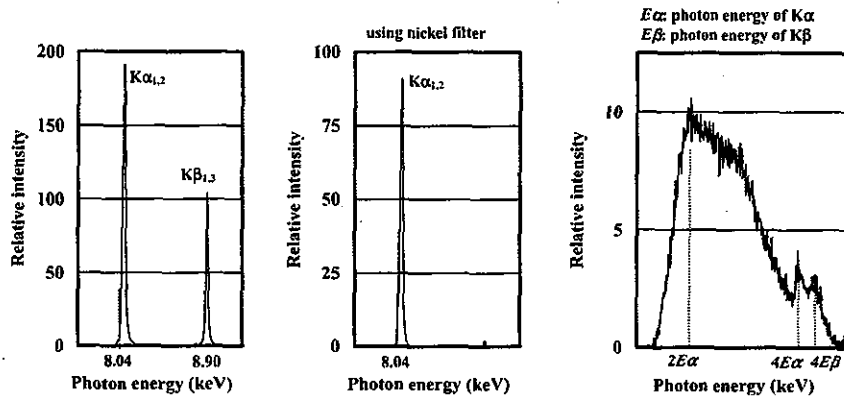 using nickel filter
Eα: photon energy of Kα
Eβ: photon energy of Kβ
200
150
100
50
0
Relative intensity
Kα1,2
Kβ1,3
8.04
8.90
Photon energy (keV)
100
75
50
25
0
Relative intensity
Kα1,2
8.04
Photon energy (keV)
10
5
0
Relative intensity
2Eα
4Eα
4Eβ
Photon energy (keV)